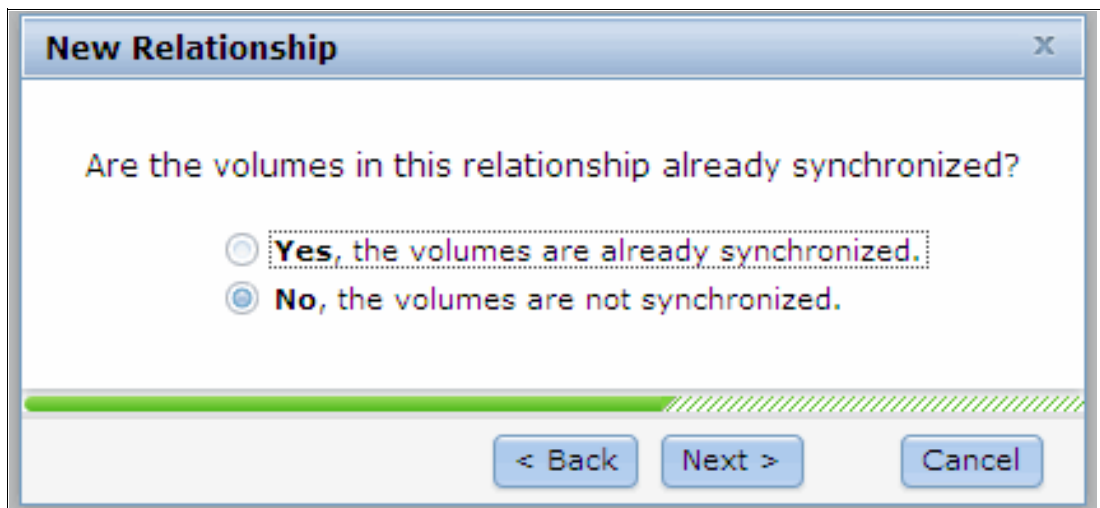 New Relationship
x
Are the volumes in this relationship already synchronized?
Yes, the volumes are already synchronized.
No, the volumes are not synchronized.
< Back Next > Cancel